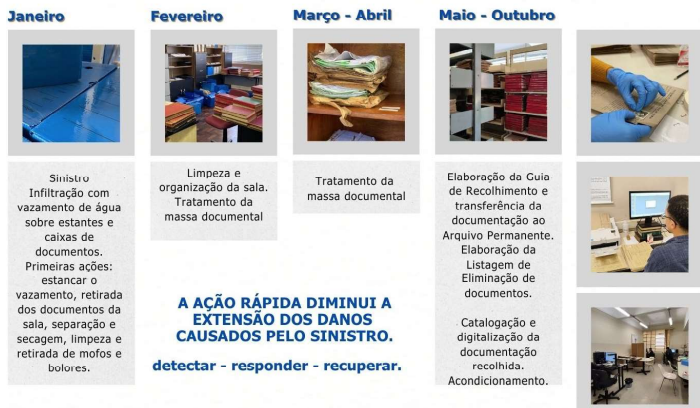 Janeiro
Sinistro
Infiltração com
vazamento de água
sobre estantes e
caixas de
documentos.
Primeiras ações:
estancar o
vazamento, retirada
dos documentos da
sala, separação e
secagem, limpeza e
retirada de mofos e
bolores.
Fevereiro
Limpeza e
organização da sala.
Tratamento da
massa documental
Março - Abril
Tratamento da
massa documental
Maio - Outubro
Elaboração da Guia
de Recolhimento e
transferência da
documentação ao
Arquivo Permanente.
Elaboração da
Listagem de
Eliminação de
documentos.
Catalogação e
digitalização da
documentação
recolhida.
Acondicionamento.
A AÇÃO RÁPIDA DIMINUI A
EXTENSÃO DOS DANOS
CAUSADOS PELO SINISTRO.
detectar - responder - recuperar.